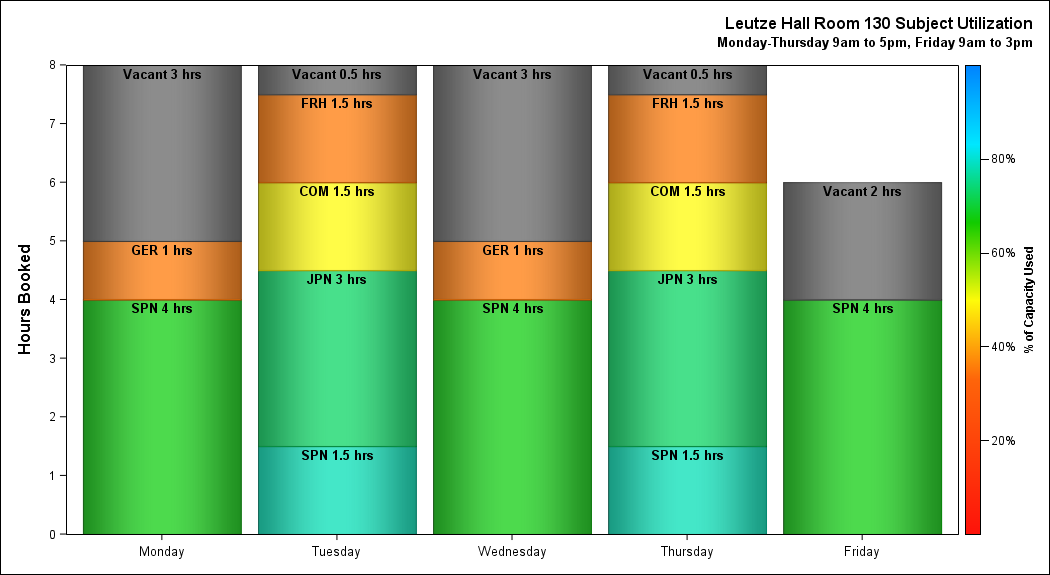 Leutze Hall Room 130 Subject Utilization
Monday-Thursday 9am to 5pm, Friday 9am to 3pm
Hours Booked
8
7
6
5
4
3
2
1
0
Vacant 3 hrs
GER 1 hrs
SPN 4 hrs
Monday
Vacant 0.5 hrs
FRH 1.5 hrs
COM 1.5 hrs
JPN 3 hrs
SPN 1.5 hrs
Tuesday
Vacant 3 hrs
GER 1 hrs
SPN 4 hrs
Wednesday
Vacant 0.5 hrs
FRH 1.5 hrs
COM 1.5 hrs
JPN 3 hrs
SPN 1.5 hrs
Thursday
Vacant 2 hrs
SPN 4 hrs
Friday
80%
60%
40%
20%
% of Capacity Used